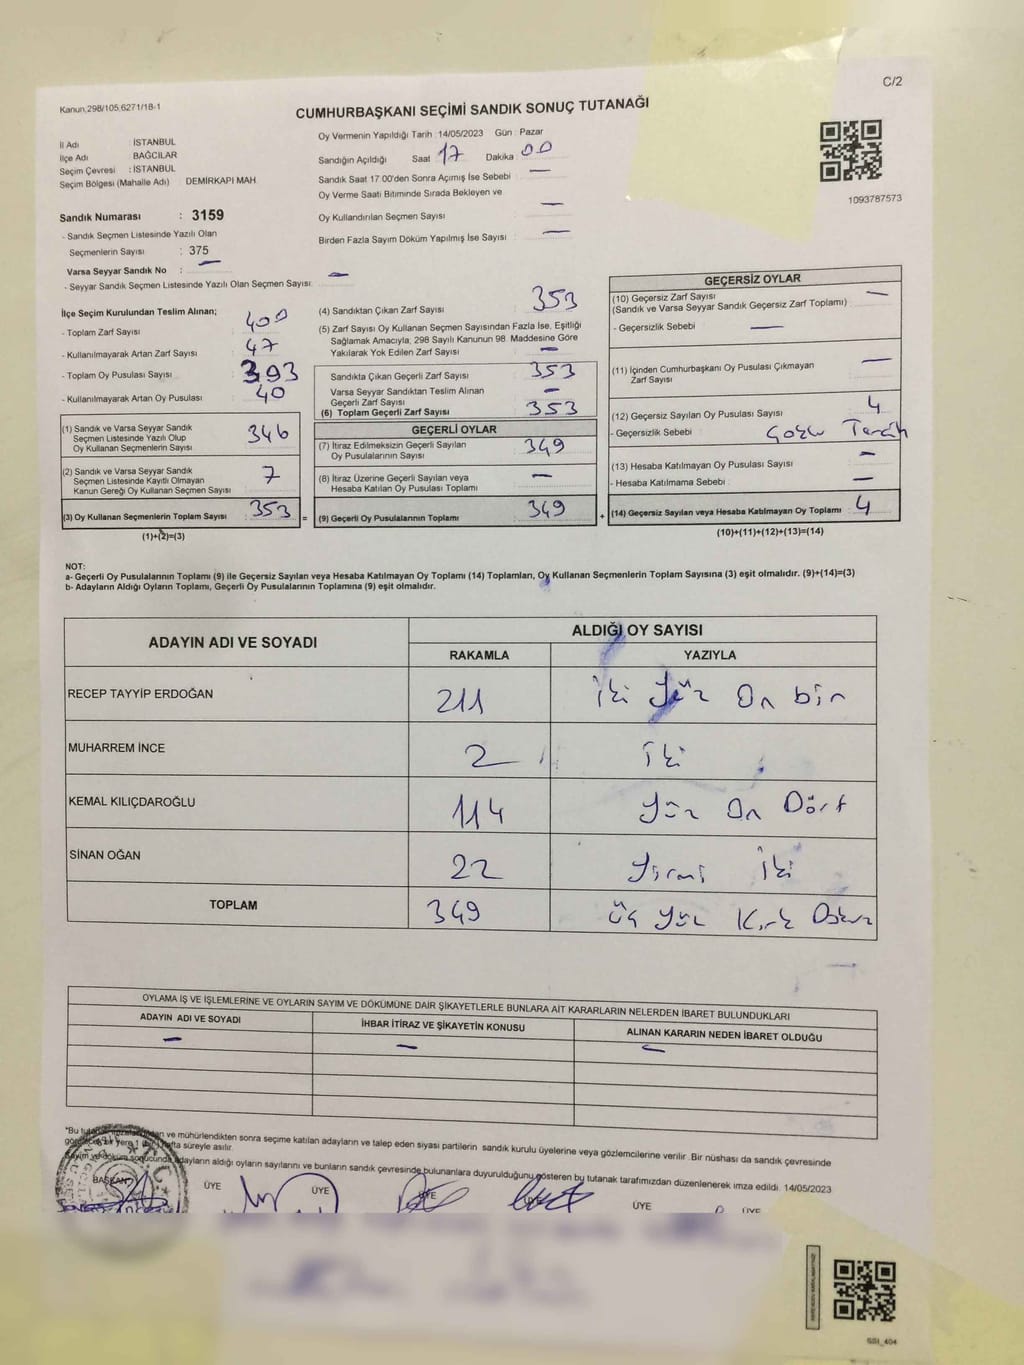 C/2
Kanun,298/105,6271/18-1
CUMHURBAŞKANI SEÇİMİ SANDIK SONUÇ TUTANAĞI
İl Adı İSTANBUL
İlçe Adı BAĞCILAR
Seçim Çevresi : İSTANBUL
Seçim Bölgesi (Mahalle Adı) DEMİRKAPI MAH
Sandık Numarası : 3159
- Sandık Seçmen Listesinde Yazılı Olan
Seçmenlerin Sayısı : 375
Varsa Seyyar Sandık No : —
- Seyyar Sandık Seçmen Listesinde Yazılı Olan Seçmen Sayısı: —
Oy Vermenin Yapıldığı Tarih : 14/05/2023 Gün : Pazar
Sandığın Açıldığı Saat 17 Dakika 00
Sandık Saat 17.00'den Sonra Açımış İse Sebebi : —
Oy Verme Saati Bitiminde Sırada Bekleyen ve
Oy Kullandırılan Seçmen Sayısı : —
Birden Fazla Sayım Döküm Yapılmış İse Sayısı : —
1093787573
İlçe Seçim Kurulundan Teslim Alınan;
- Toplam Zarf Sayısı : 400
- Kullanılmayarak Artan Zarf Sayısı : 47
- Toplam Oy Pusulası Sayısı : 393
- Kullanılmayarak Artan Oy Pusulası : 40
(1) Sandık ve Varsa Seyyar Sandık
Seçmen Listesinde Yazılı Olup
Oy Kullanan Seçmenlerin Sayısı : 346
(2) Sandık ve Varsa Seyyar Sandık
Seçmen Listesinde Kayıtlı Olmayan
Kanun Gereği Oy Kullanan Seçmen Sayısı : 7
(3) Oy Kullanan Seçmenlerin Toplam Sayısı : 353 =
(1)+(2)=(3)
(4) Sandıktan Çıkan Zarf Sayısı : 353
(5) Zarf Sayısı Oy Kullanan Seçmen Sayısından Fazla İse, Eşitliği
Sağlamak Amacıyla, 298 Sayılı Kanunun 98. Maddesine Göre
Yakılarak Yok Edilen Zarf Sayısı : —
Sandıkta Çıkan Geçerli Zarf Sayısı : 353
Varsa Seyyar Sandıktan Teslim Alınan
Geçerli Zarf Sayısı : —
(6) Toplam Geçerli Zarf Sayısı : 353
GEÇERLİ OYLAR
(7) İtiraz Edilmeksizin Geçerli Sayılan
Oy Pusulalarının Sayısı : 349
(8) İtiraz Üzerine Geçerli Sayılan veya
Hesaba Katılan Oy Pusulası Toplamı : —
(9) Geçerli Oy Pusulalarının Toplamı : 349 +
GEÇERSİZ OYLAR
(10) Geçersiz Zarf Sayısı : —
(Sandık ve Varsa Seyyar Sandık Geçersiz Zarf Toplamı)
- Geçersizlik Sebebi : —
(11) İçinden Cumhurbaşkanı Oy Pusulası Çıkmayan
Zarf Sayısı : —
(12) Geçersiz Sayılan Oy Pusulası Sayısı : 4
- Geçersizlik Sebebi : Çoklu Tercih
(13) Hesaba Katılmayan Oy Pusulası Sayısı : —
- Hesaba Katılmama Sebebi : —
(14) Geçersiz Sayılan veya Hesaba Katılmayan Oy Toplamı : 4
(10)+(11)+(12)+(13)=(14)
NOT:
a- Geçerli Oy Pusulalarının Toplamı (9) ile Geçersiz Sayılan veya Hesaba Katılmayan Oy Toplamı (14) Toplamları, Oy Kullanan Seçmenlerin Toplam Sayısına (3) eşit olmalıdır. (9)+(14)=(3)
b- Adayların Aldığı Oyların Toplamı, Geçerli Oy Pusulalarının Toplamına (9) eşit olmalıdır.
ADAYIN ADI VE SOYADI ALDIĞI OY SAYISI
RAKAMLA YAZIYLA
RECEP TAYYİP ERDOĞAN 211 İki Yüz On bir
MUHARREM İNCE 2 İki
KEMAL KILIÇDAROĞLU 114 Yüz On Dört
SİNAN OĞAN 22 Yirmi İki
TOPLAM 349 Üç Yüz Kırk Dokuz
OYLAMA İŞ VE İŞLEMLERİNE VE OYLARIN SAYIM VE DÖKÜMÜNE DAİR ŞİKAYETLERLE BUNLARA AİT KARARLARIN NELERDEN İBARET BULUNDUKLARI
ADAYIN ADI VE SOYADI İHBAR İTİRAZ VE ŞİKAYETİN KONUSU ALINAN KARARIN NEDEN İBARET OLDUĞU
— — —
"Bu ve mühürlendikten sonra seçime katılan adayların ve talep eden siyasi partilerin sandık kurulu üyelerine veya gözlemcilerine verilir. Bir nüshası da sandık çevresinde
bir yere 1 hafta süreyle asılır.
Sayım ve döküm sonucunda adayların aldığı oyların sayılarını ve bunların sandık çevresinde bulunanlara duyurulduğunu gösteren bu tutanak tarafımızdan düzenlenerek imza edildi. 14/05/2023
BAŞKAN ÜYE ÜYE ÜYE ÜYE ÜYE ÜYE
SSI_404